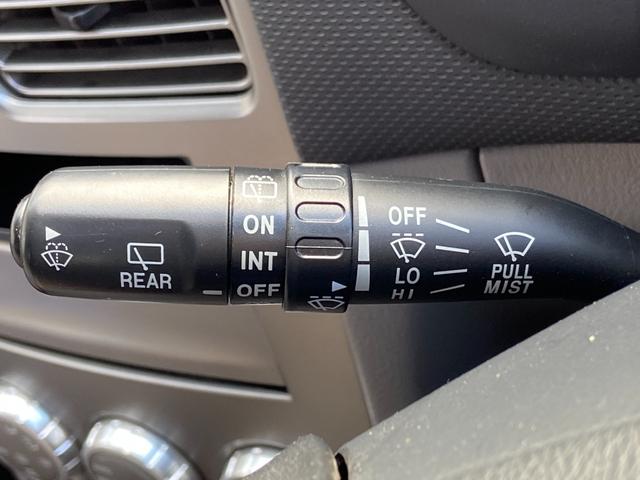 REAR
ON
INT
OFF
OFF
LO
HI
PULL
MIST